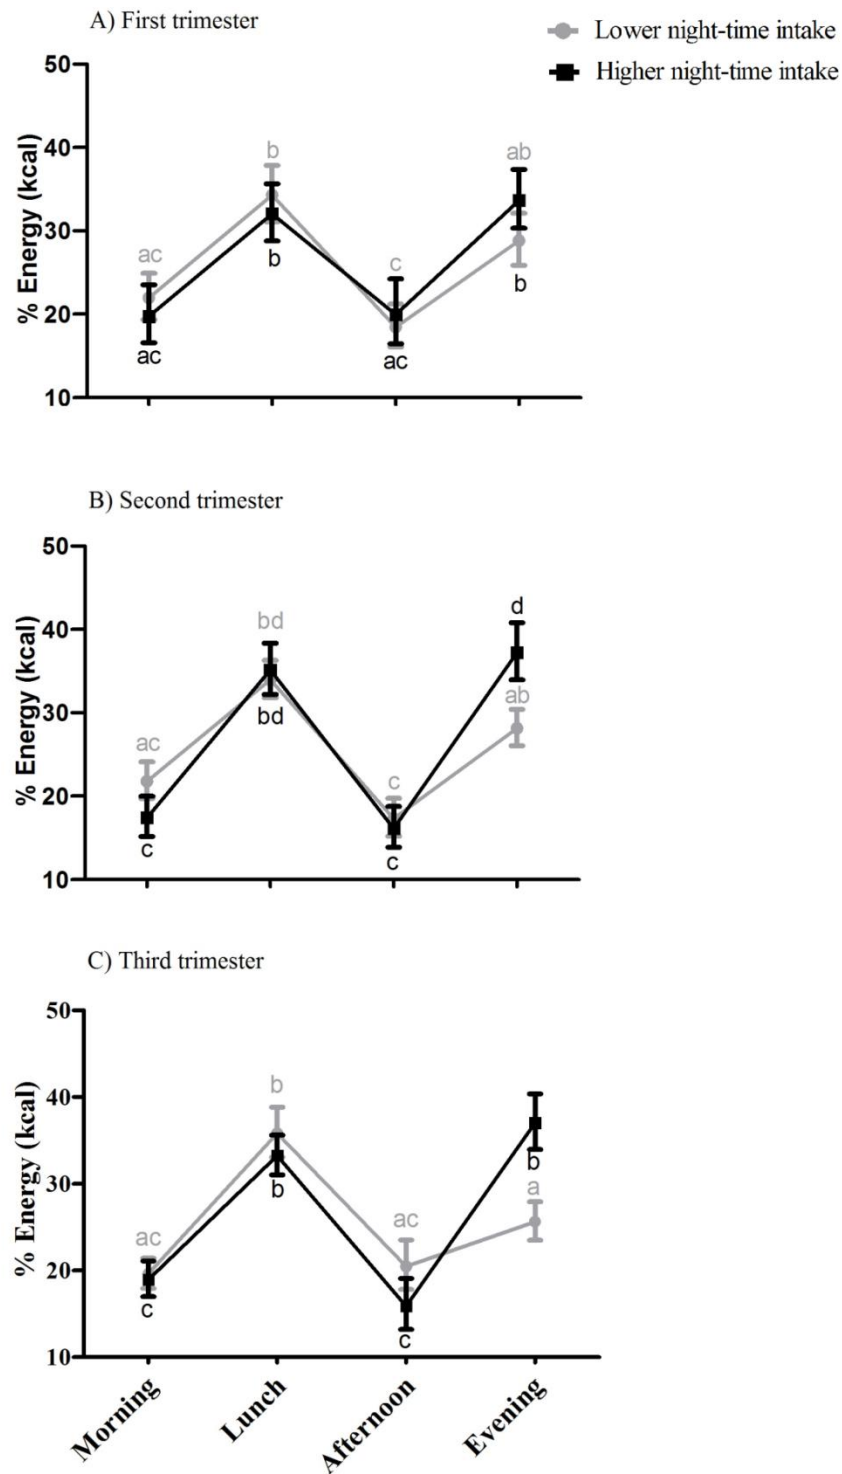 A) First trimester
Lower night-time intake
Higher night-time intake
% Energy (kcal)
50
40
30
20
10
ac
b
c
ab
ac
b
ac
b
B) Second trimester
% Energy (kcal)
50
40
30
20
10
ac
bd
c
ab
c
bd
c
d
C) Third trimester
% Energy (kcal)
50
40
30
20
10
ac
b
ac
a
c
b
c
b
Morning
Lunch
Afternoon
Evening